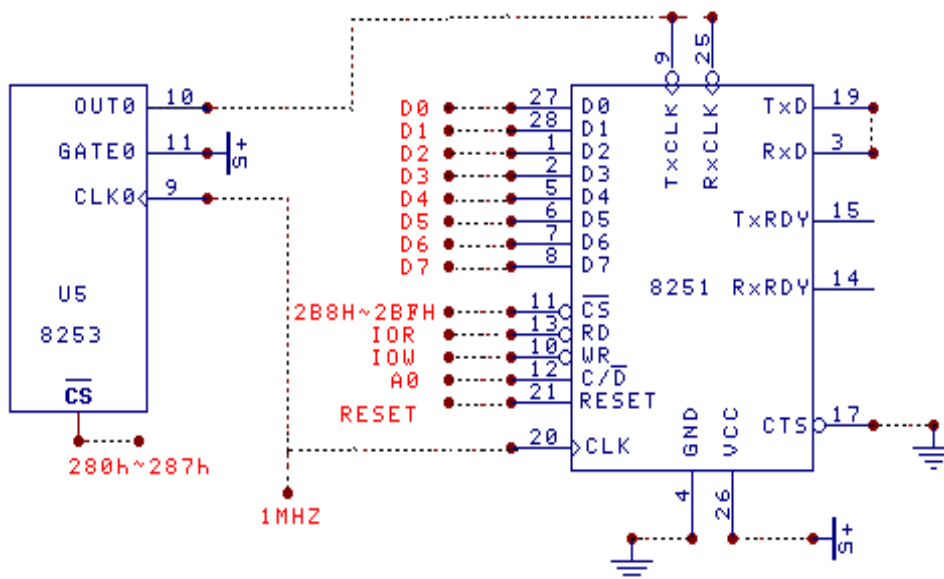 OUT0 10
GATE0 11 +5
CLK0 9
U5
8253
CS
280h~287h
1MHZ
9 25
TxCLK RxCLK
D0 27 D0
D1 28 D1
D2 1 D2
D3 2 D3
D4 5 D4
D5 6 D5
D6 7 D6
D7 8 D7
2B8H~2BFH 11 CS
IOR 13 RD
IOW 10 WR
A0 12 C/D
RESET 21 RESET
20 CLK
8251
TxD 19
RxD 3
TxRDY 15
RxRDY 14
CTS 17
GND VCC
4 26
+5